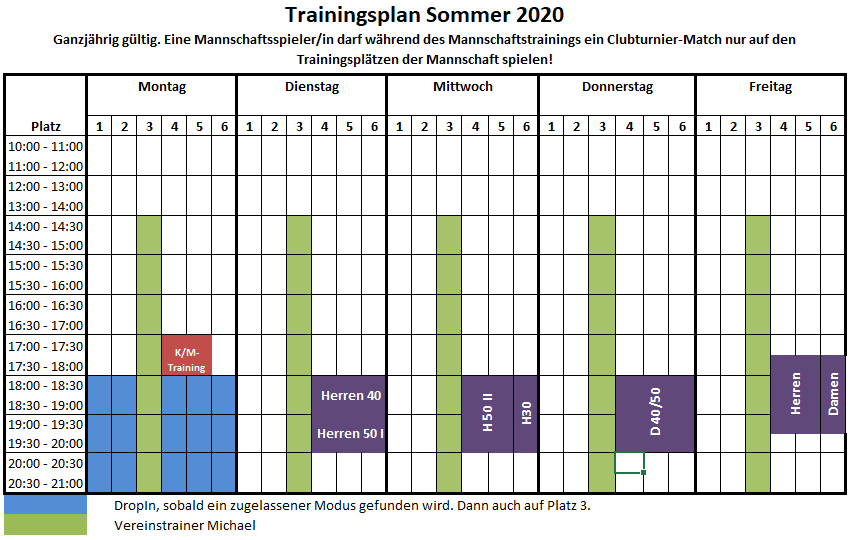 Trainingsplan Sommer 2020
Ganzjährig gültig. Eine Mannschaftsspieler/in darf während des Mannschaftstrainings ein Clubturnier-Match nur auf den
Trainingsplätzen der Mannschaft spielen!
Montag Dienstag Mittwoch Donnerstag Freitag
Platz 1 2 3 4 5 6 1 2 3 4 5 6 1 2 3 4 5 6 1 2 3 4 5 6 1 2 3 4 5 6
10:00 - 11:00
11:00 - 12:00
12:00 - 13:00
13:00 - 14:00
14:00 - 14:30
14:30 - 15:00
15:00 - 15:30
15:30 - 16:00
16:00 - 16:30
16:30 - 17:00
17:00 - 17:30
K/M-
Training
17:30 - 18:00
18:00 - 18:30
18:30 - 19:00
19:00 - 19:30
19:30 - 20:00
20:00 - 20:30
20:30 - 21:00
Herren 40
Herren 50 I
H 50 II
H30
D 40/50
Herren
Damen
DropIn, sobald ein zugelassener Modus gefunden wird. Dann auch auf Platz 3.
Vereinstrainer Michael